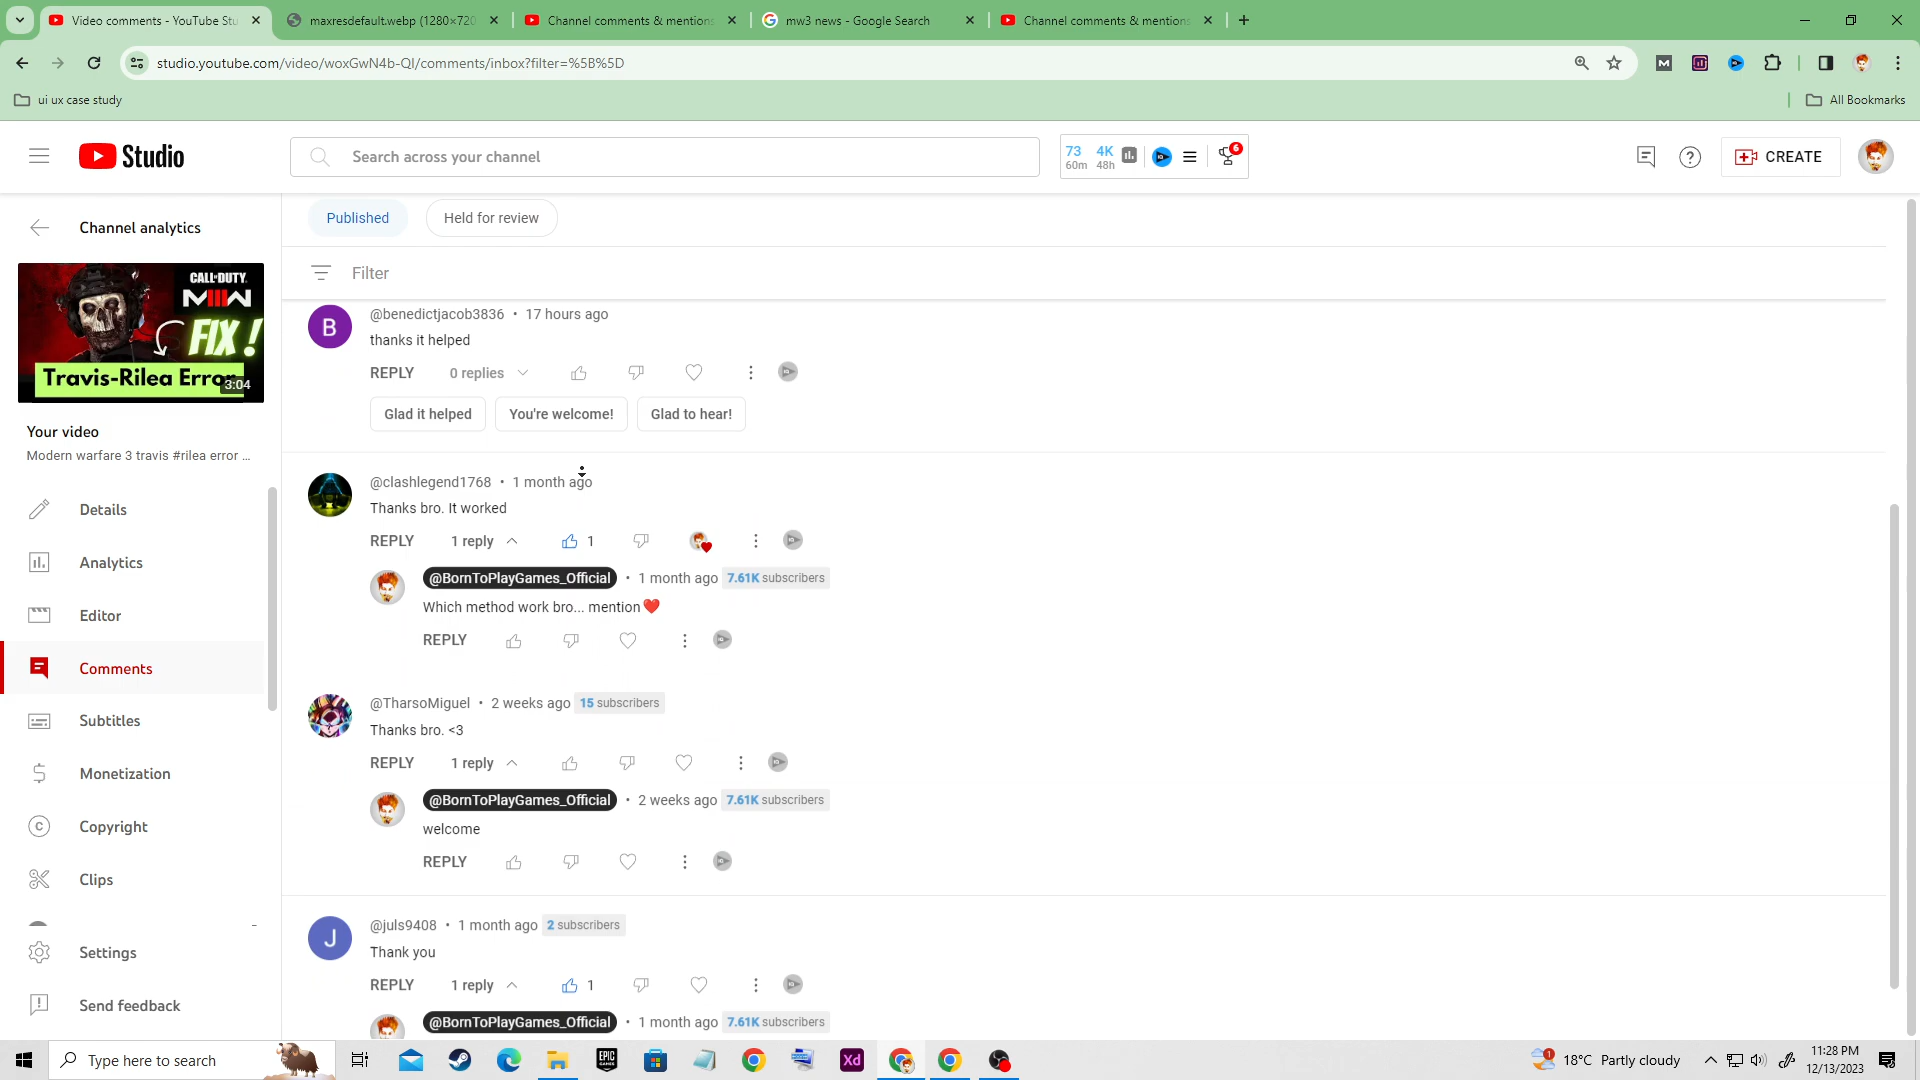 Video comments - YouTube Stu
maxresdefault.webp (1280×720
Channel comments & mentions
mw3 news - Google Search
Channel comments & mentions
studio.youtube.com/video/woxGwN4b-QI/comments/inbox?filter=%5B%5D
ui ux case study
All Bookmarks
Studio
Search across your channel
73 4K
60m 48h
6
CREATE
Channel analytics
Published
Held for review
Filter
CALL·DUTY
MWIII
FIX !
Travis-Rilea Error
3:04
Your video
Modern warfare 3 travis #rilea error ...
Details
Analytics
Editor
Comments
Subtitles
Monetization
Copyright
Clips
Settings
Send feedback
B
@benedictjacob3836 • 17 hours ago
thanks it helped
REPLY 0 replies
Glad it helped You're welcome! Glad to hear!
@clashlegend1768 • 1 month ago
Thanks bro. It worked
REPLY 1 reply 1
@BornToPlayGames_Official • 1 month ago 7.61K subscribers
Which method work bro... mention❤️
REPLY
@TharsoMiguel • 2 weeks ago 15 subscribers
Thanks bro. <3
REPLY 1 reply
@BornToPlayGames_Official • 2 weeks ago 7.61K subscribers
welcome
REPLY
J
@juls9408 • 1 month ago 2 subscribers
Thank you
REPLY 1 reply 1
@BornToPlayGames_Official • 1 month ago 7.61K subscribers
Type here to search
EPIC
GAMES
Xd
1
18°C Partly cloudy
11:28 PM
12/13/2023